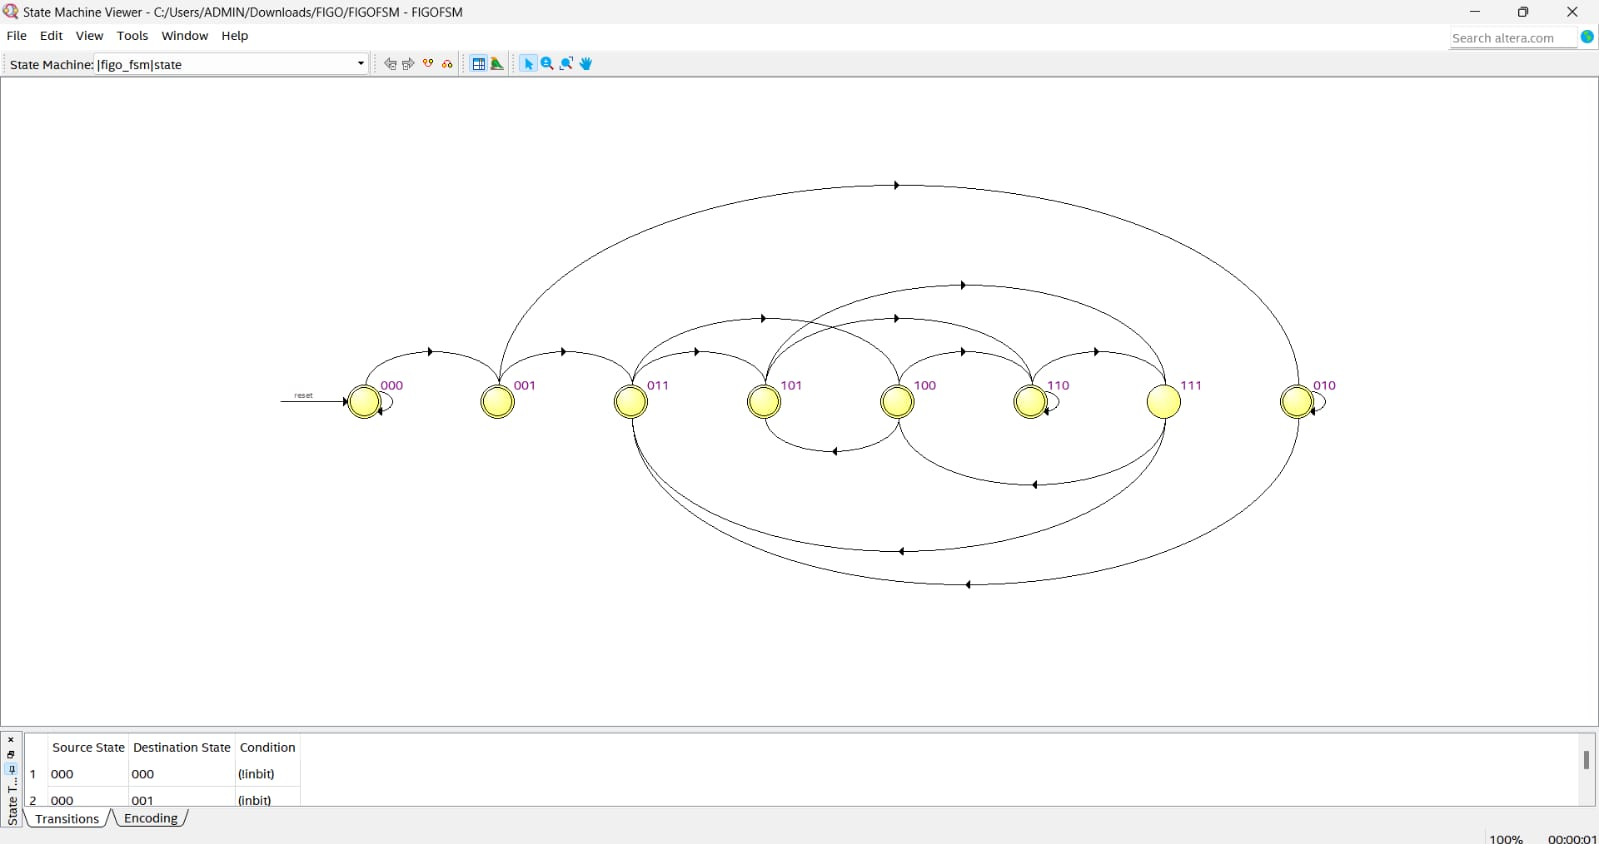 State Machine Viewer - C:/Users/ADMIN/Downloads/FIGO/FIGOFSM - FIGOFSM
File Edit View Tools Window Help
Search altera.com
State Machine: |figo_fsm|state
reset
000 001 011 101 100 110 111 010
State T...
Source State Destination State Condition
1 000 000 (!inbit)
2 000 001 (inbit)
Transitions Encoding
100% 00:00:01